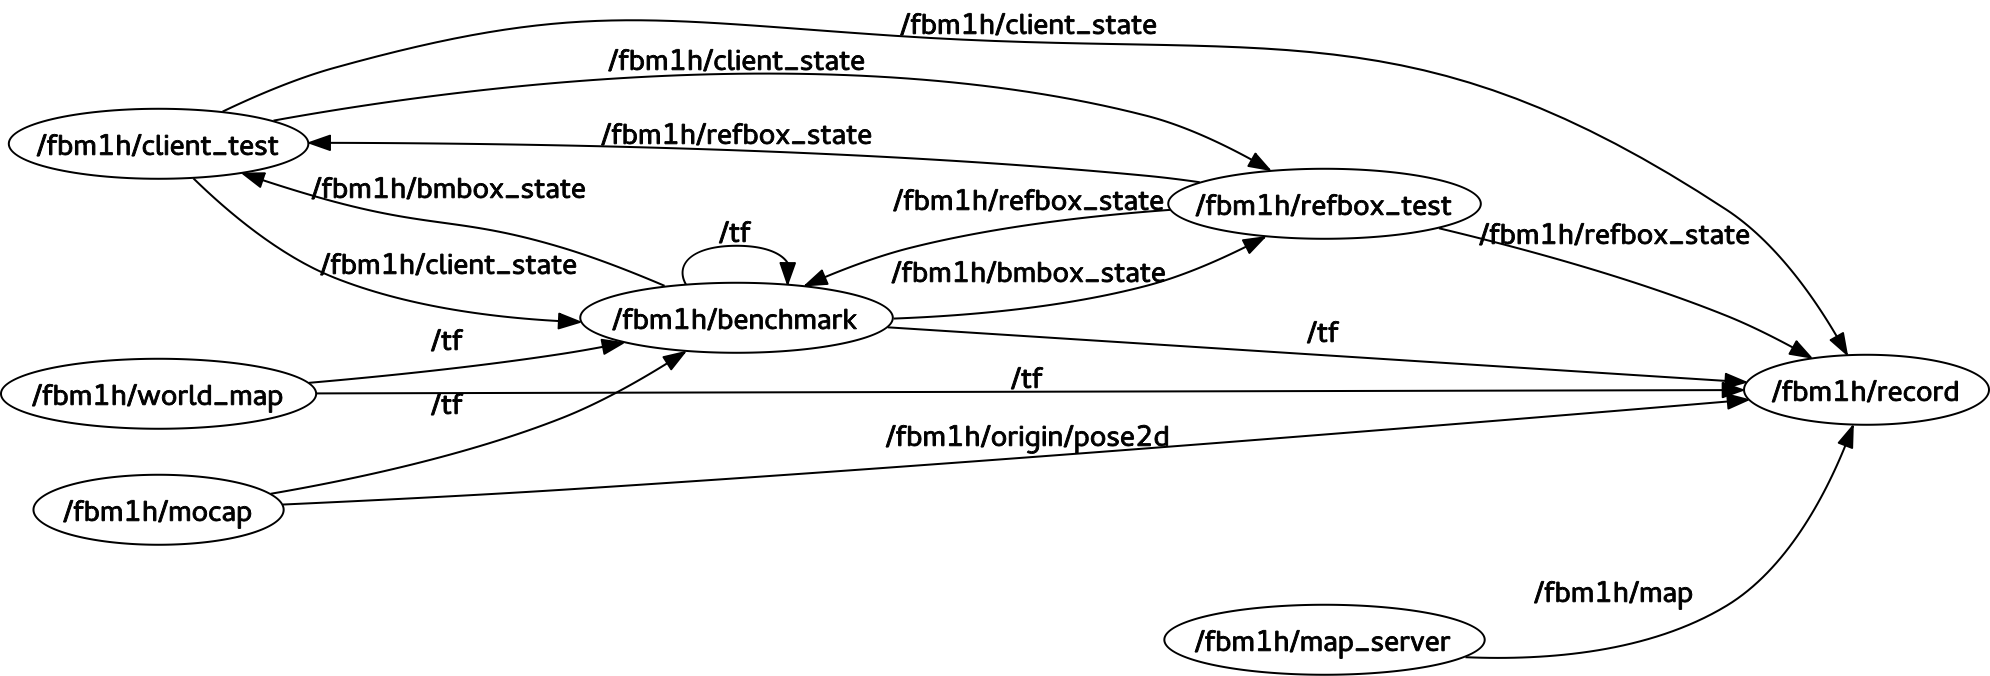 /fbm1h/client_state
/fbm1h/client_state
/fbm1h/refbox_state
/fbm1h/client_test
/fbm1h/bmbox_state
/fbm1h/refbox_state
/fbm1h/refbox_test
/tf
/fbm1h/refbox_state
/fbm1h/client_state
/fbm1h/bmbox_state
/fbm1h/benchmark
/tf
/tf
/tf
/fbm1h/world_map
/fbm1h/record
/tf
/fbm1h/origin/pose2d
/fbm1h/mocap
/fbm1h/map
/fbm1h/map_server